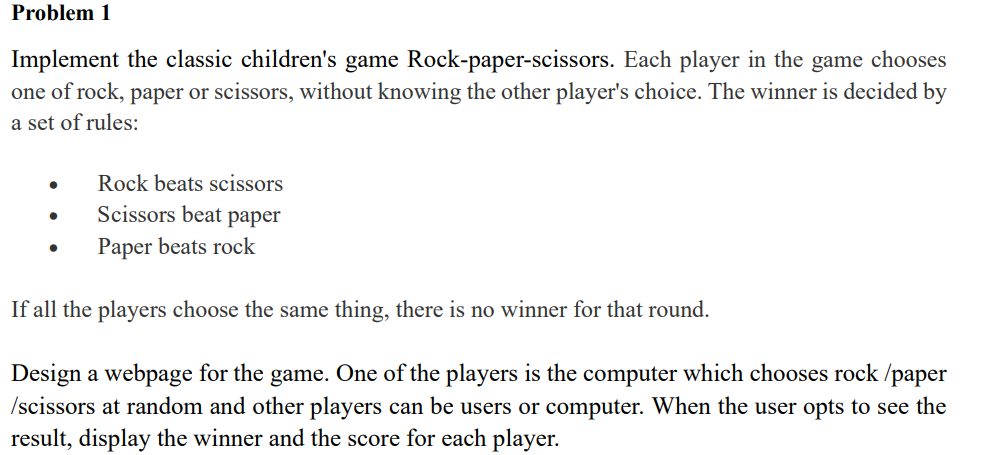 Problem 1
Implement the classic children's game Rock-paper-scissors. Each player in the game chooses
one of rock, paper or scissors, without knowing the other player's choice. The winner is decided by
a set of rules:
• Rock beats scissors
• Scissors beat paper
• Paper beats rock
If all the players choose the same thing, there is no winner for that round.
Design a webpage for the game. One of the players is the computer which chooses rock /paper
/scissors at random and other players can be users or computer. When the user opts to see the
result, display the winner and the score for each player.